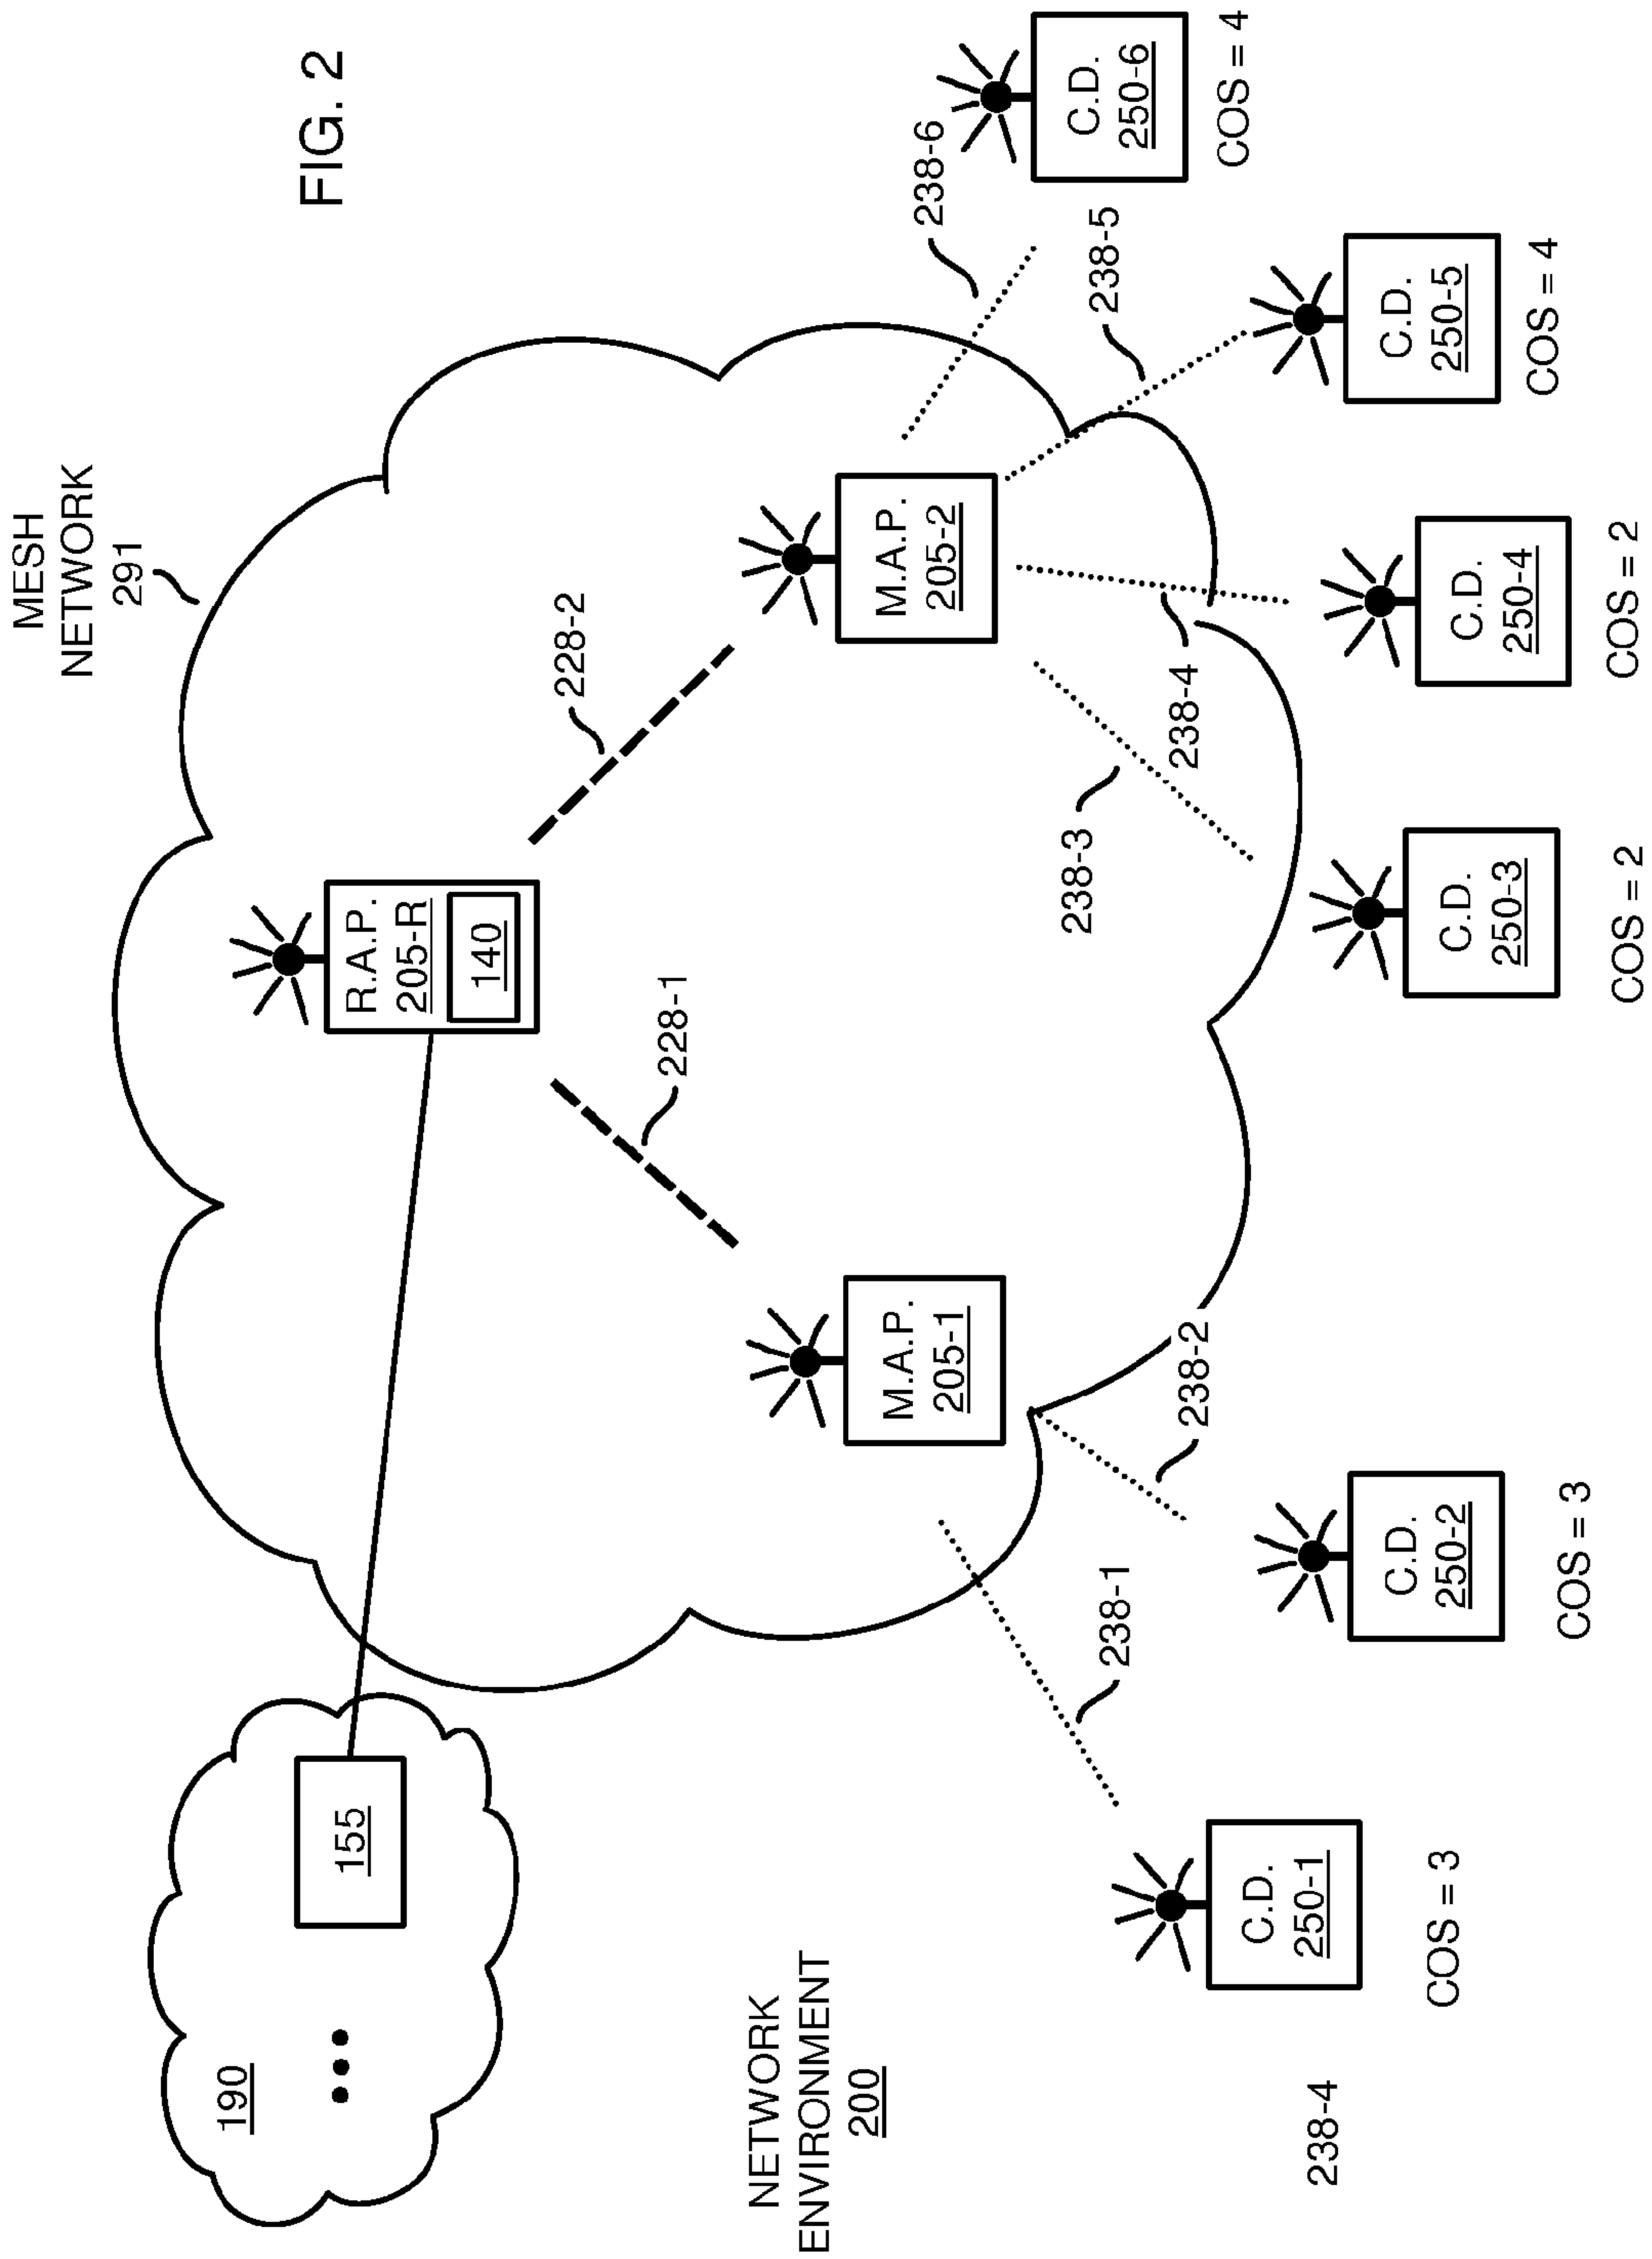 FIG. 2
MESH
NETWORK
291
190
155
R.A.P.
205-R
140
228-1
228-2
M.A.P.
205-1
M.A.P.
205-2
NETWORK
ENVIRONMENT
200
238-1
238-2
238-3
238-4
238-5
238-6
C.D.
250-1
COS = 3
C.D.
250-2
COS = 3
C.D.
250-3
COS = 2
C.D.
250-4
COS = 2
C.D.
250-5
COS = 4
C.D.
250-6
COS = 4
238-4